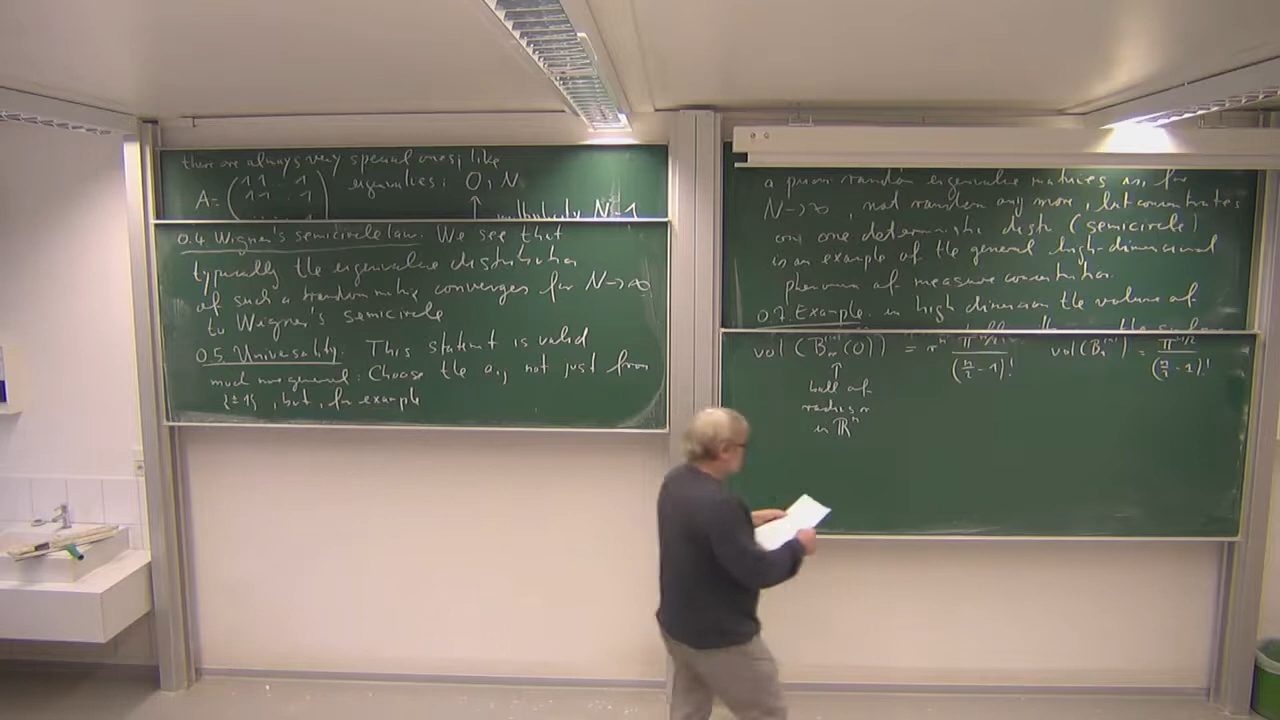 there are always very special ones, like
A = ( 1 1 . . 1
1 1 . . . 1 ) eigenvalues: 0, N
↑ multiplicity N-1
0.4 Wigner's semicircle law. We see that
typically the eigenvalue distribution
of such a random matrix converges for N→∞
to Wigner's semicircle
0.5. Universality. This statement is valid
much more general: Choose the a_ij not just from
{±1}, but, for example
a priori random eigenvalue matrices is, for
N→∞, not random any more, but concentrates
on one deterministic distr. (semicircle)
is an example of the general high-dimensional
phenomen of measure concentration.
0.7. Example. in high dimension the volume of
vol (B_r^(n)(0)) = r^n π^(n/2) / (n/2 - 1)! vol(B_1^(n)) = π^(n/2) / (n/2 - 1)!
↑
ball of
radius r
in ℝ^n